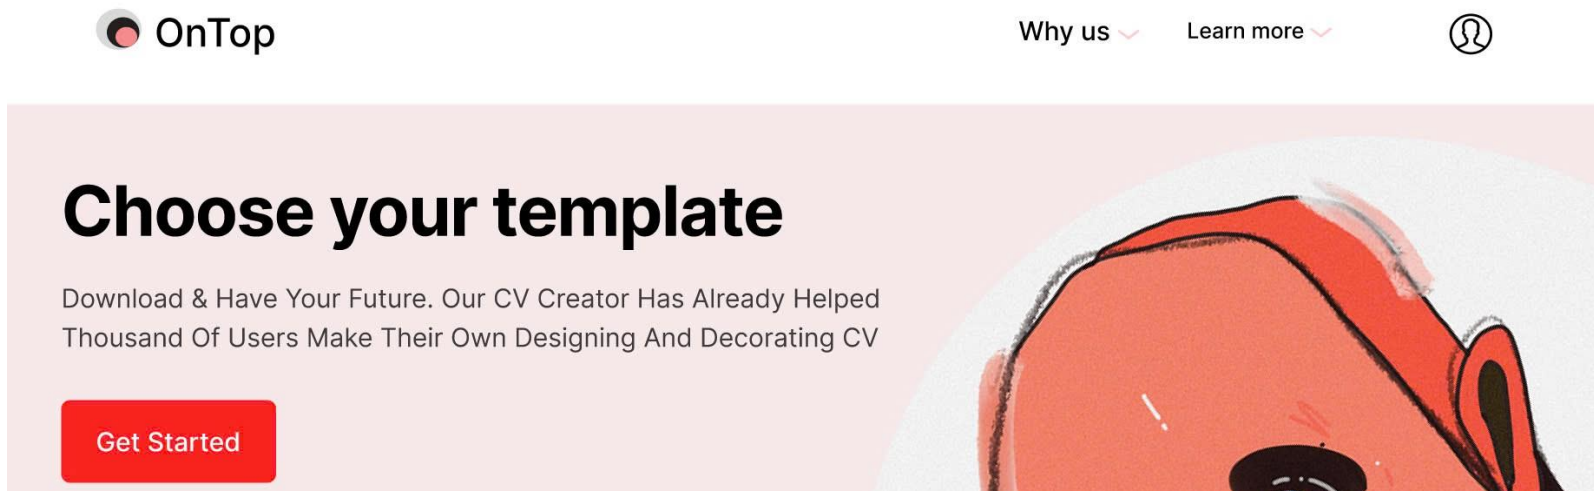 OnTop
Why us
Learn more
Choose your template
Download & Have Your Future. Our CV Creator Has Already Helped
Thousand Of Users Make Their Own Designing And Decorating CV
Get Started